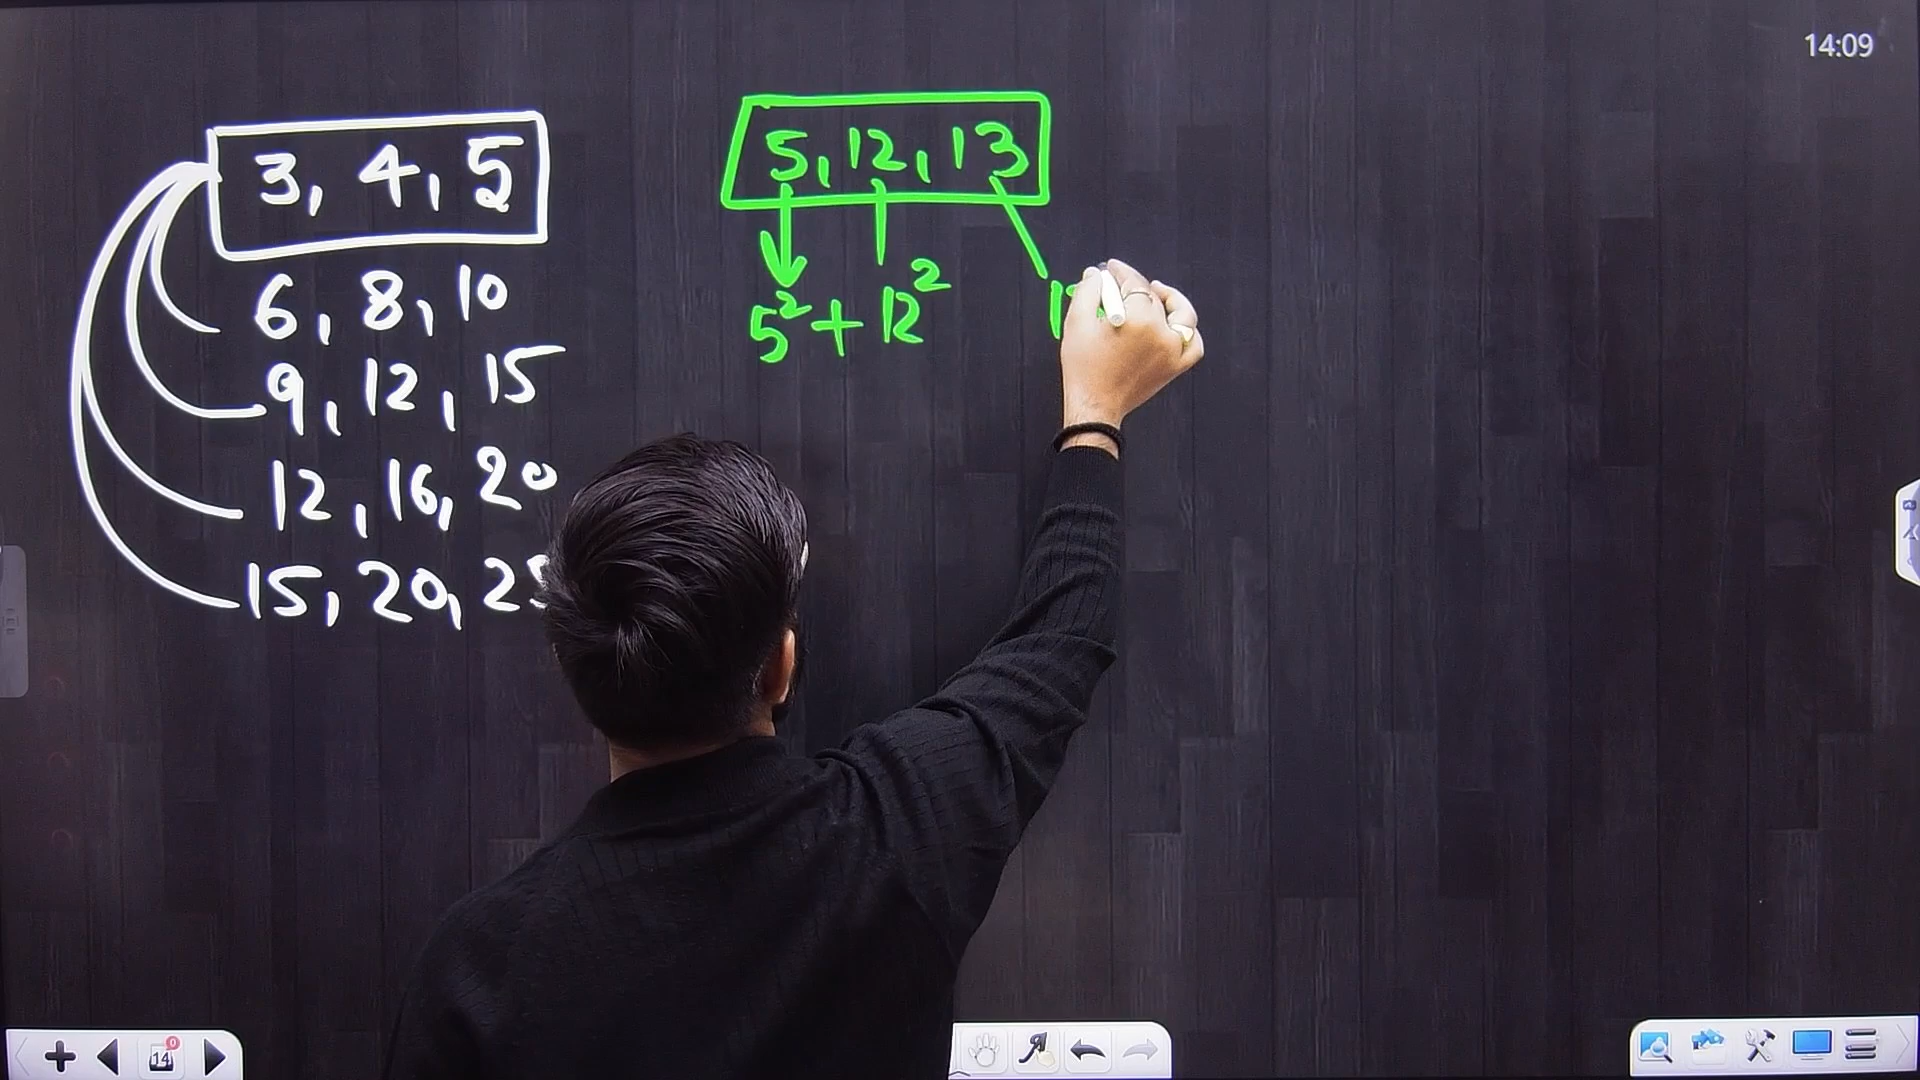 14:09
3, 4, 5
6, 8, 10
9, 12, 15
12, 16, 20
15, 20, 25
5, 12, 13
5² + 12²
14
0